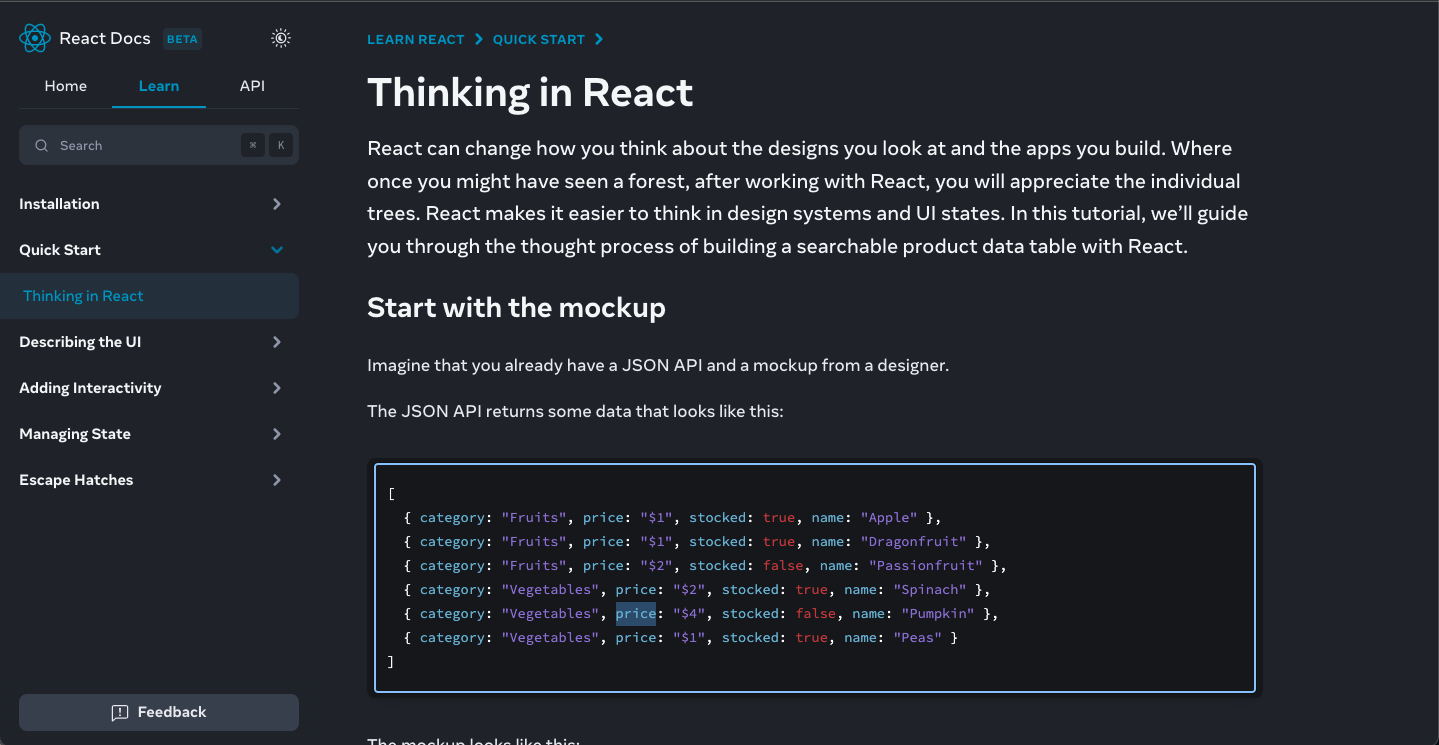 React Docs BETA
Home Learn API
Search ⌘ K
Installation
Quick Start
Thinking in React
Describing the UI
Adding Interactivity
Managing State
Escape Hatches
Feedback
LEARN REACT QUICK START
Thinking in React
React can change how you think about the designs you look at and the apps you build. Where
once you might have seen a forest, after working with React, you will appreciate the individual
trees. React makes it easier to think in design systems and UI states. In this tutorial, we’ll guide
you through the thought process of building a searchable product data table with React.
Start with the mockup
Imagine that you already have a JSON API and a mockup from a designer.
The JSON API returns some data that looks like this:
[
  { category: "Fruits", price: "$1", stocked: true, name: "Apple" },
  { category: "Fruits", price: "$1", stocked: true, name: "Dragonfruit" },
  { category: "Fruits", price: "$2", stocked: false, name: "Passionfruit" },
  { category: "Vegetables", price: "$2", stocked: true, name: "Spinach" },
  { category: "Vegetables", price: "$4", stocked: false, name: "Pumpkin" },
  { category: "Vegetables", price: "$1", stocked: true, name: "Peas" }
]
The mockup looks like this: